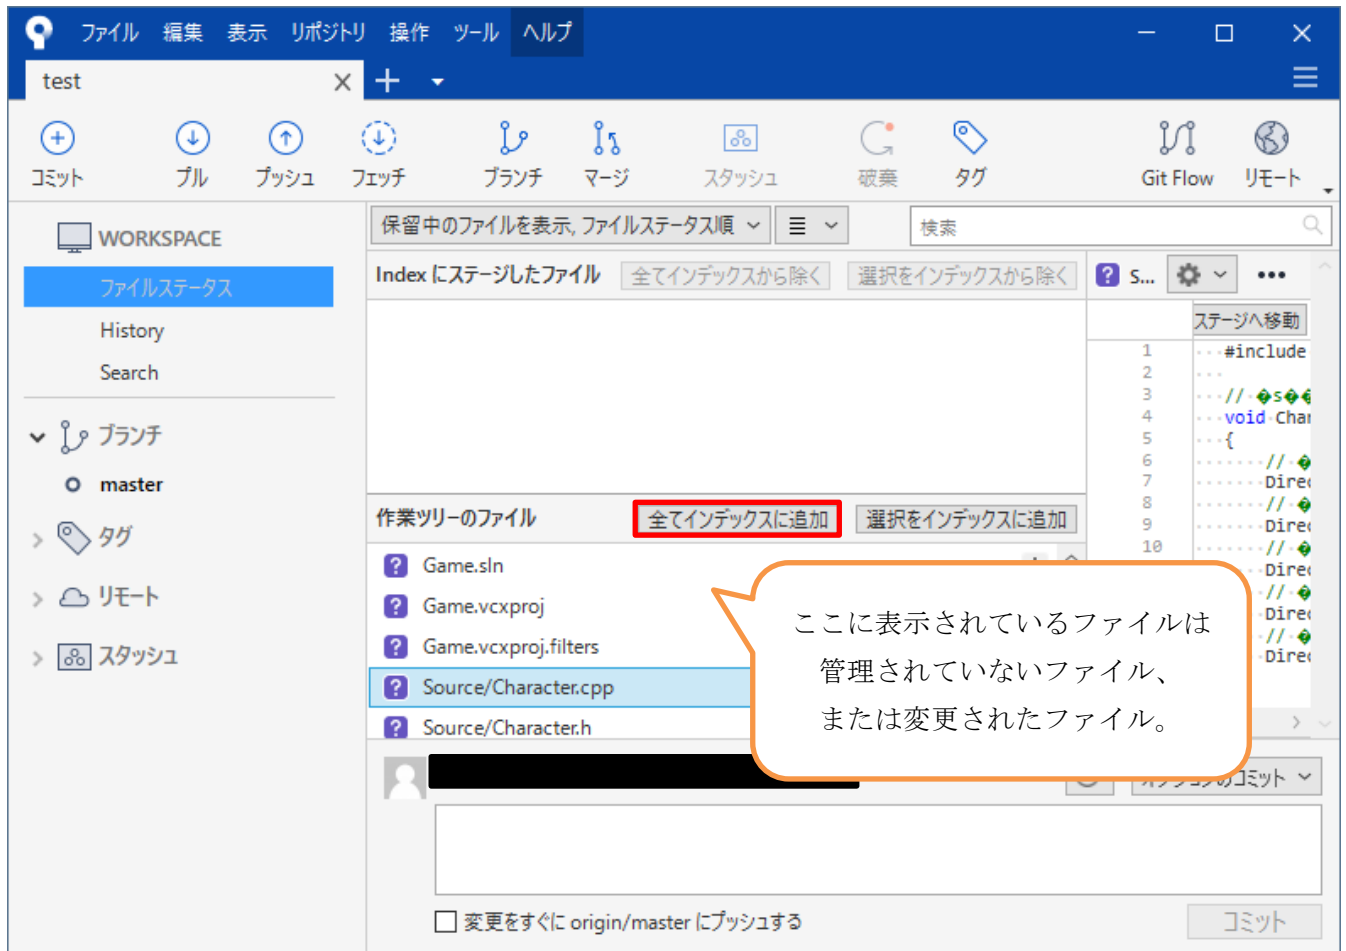 ファイル 編集 表示 リポジトリ 操作 ツール ヘルプ
test
コミット プル プッシュ フェッチ ブランチ マージ スタッシュ 破棄 タグ Git Flow リモート
WORKSPACE
ファイルステータス
History
Search
ブランチ
master
タグ
リモート
スタッシュ
保留中のファイルを表示, ファイルステータス順
検索
Index にステージしたファイル 全てインデックスから除く 選択をインデックスから除く
作業ツリーのファイル 全てインデックスに追加 選択をインデックスに追加
Game.sln
Game.vcxproj
Game.vcxproj.filters
Source/Character.cpp
Source/Character.h
S...
ステージへ移動
1 #include
2
3 // �s��
4 void Char
5 {
6 // �
7 Direc
8 // �
9 Direc
10 // �
Direc
// �
Direc
// �
Direc
ここに表示されているファイルは
管理されていないファイル、
または変更されたファイル。
のコミット
変更をすぐに origin/master にプッシュする
コミット